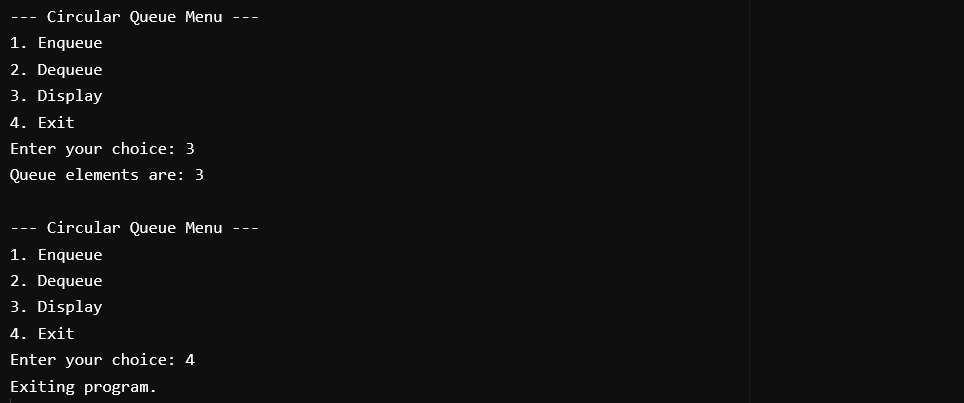 --- Circular Queue Menu ---
1. Enqueue
2. Dequeue
3. Display
4. Exit
Enter your choice: 3
Queue elements are: 3

--- Circular Queue Menu ---
1. Enqueue
2. Dequeue
3. Display
4. Exit
Enter your choice: 4
Exiting program.